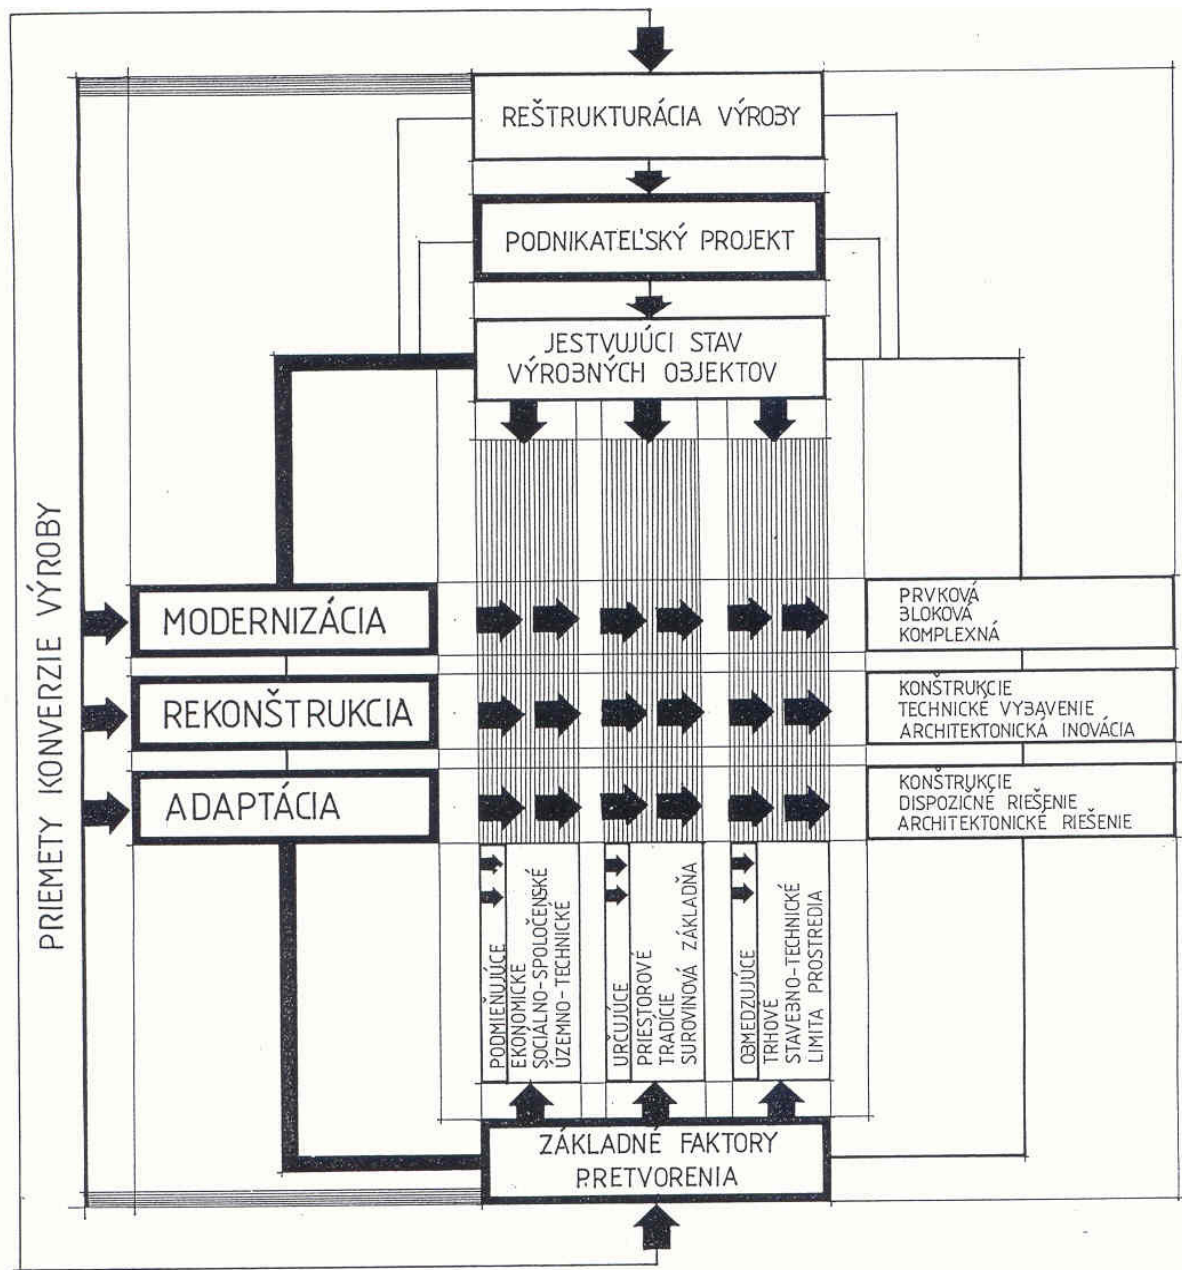 REŠTRUKTURÁCIA VÝROBY
PODNIKATEĽSKÝ PROJEKT
JESTVUJÚCI STAV
VÝROBNÝCH OBJEKTOV
PRIEMETY KONVERZIE VÝROBY
MODERNIZÁCIA
PRVKOVÁ
BLOKOVÁ
KOMPLEXNÁ
REKONŠTRUKCIA
KONŠTRUKCIE
TECHNICKÉ VYBAVENIE
ARCHITEKTONICKÁ INOVÁCIA
ADAPTÁCIA
KONŠTRUKCIE
DISPOZIČNÉ RIEŠENIE
ARCHITEKTONICKÉ RIEŠENIE
PODMIEŇUJÚCE
EKONOMICKÉ
SOCIÁLNO-SPOLOČENSKÉ
ÚZEMNO-TECHNICKÉ
URČUJÚCE
PRIESTOROVÉ
TRADÍCIE
SUROVINOVÁ ZÁKLADŇA
OBMEDZUJÚCE
TRHOVÉ
STAVEBNO-TECHNICKÉ
LIMITA PROSTREDIA
ZÁKLADNÉ FAKTORY
PRETVORENIA